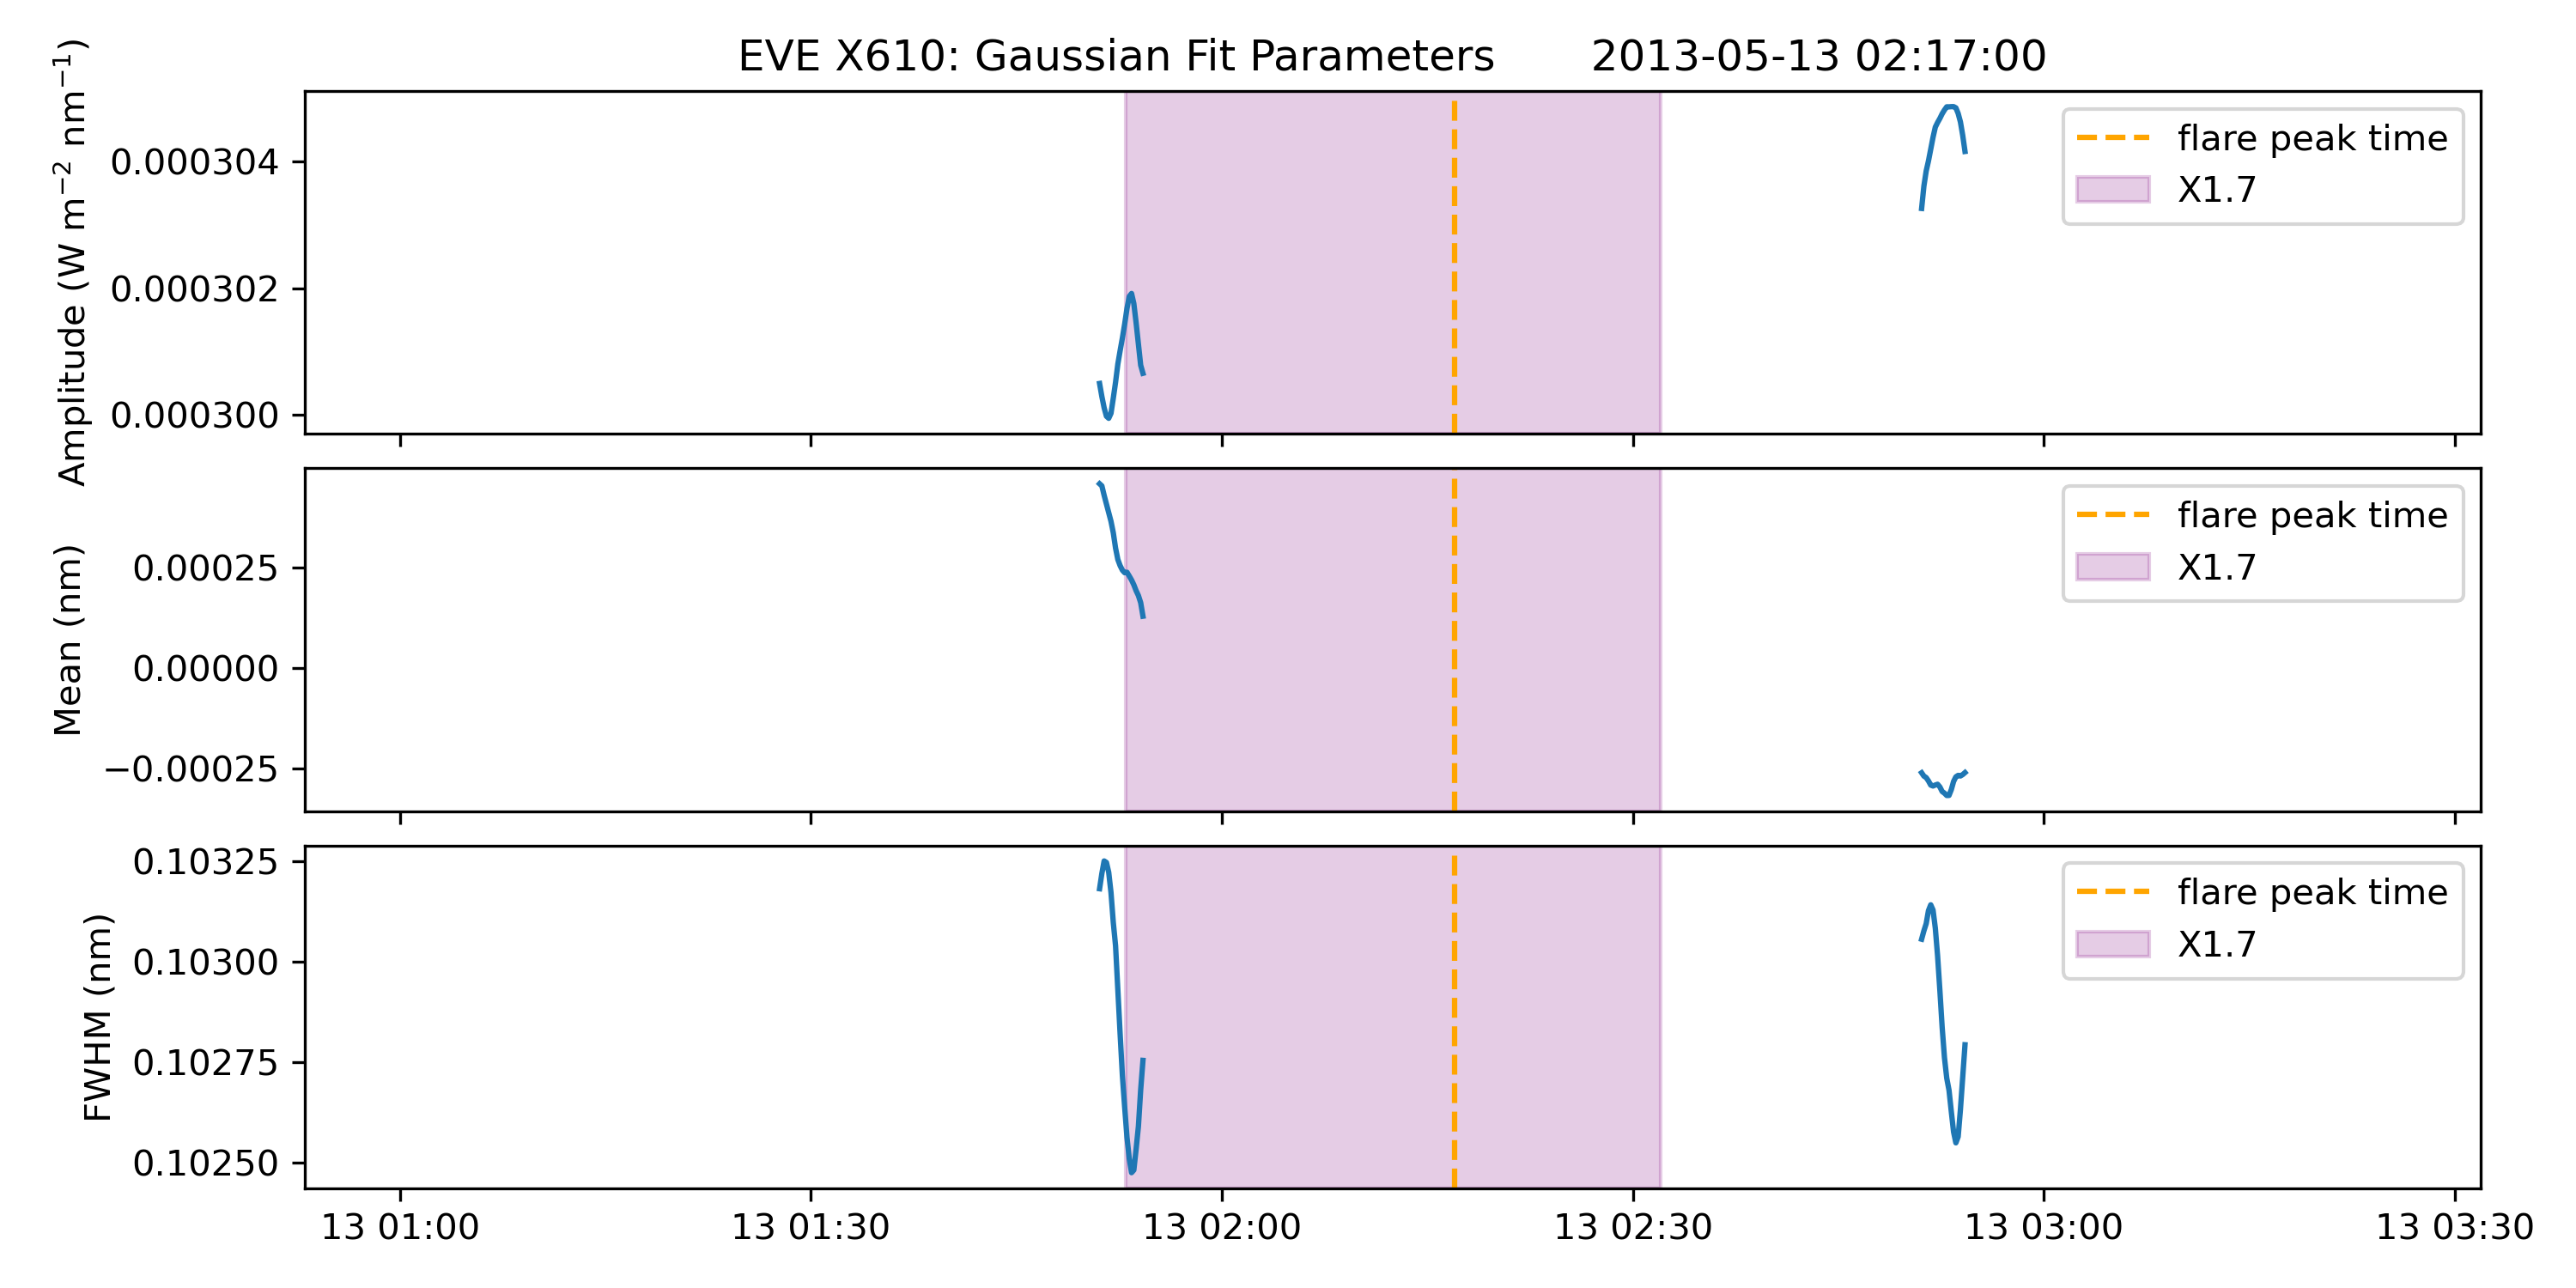 EVE X610: Gaussian Fit Parameters 2013-05-13 02:17:00
Amplitude (W m⁻² nm⁻¹)
0.000304
0.000302
0.000300
flare peak time
X1.7
Mean (nm)
0.00025
0.00000
−0.00025
flare peak time
X1.7
FWHM (nm)
0.10325
0.10300
0.10275
0.10250
flare peak time
X1.7
13 01:00 13 01:30 13 02:00 13 02:30 13 03:00 13 03:30